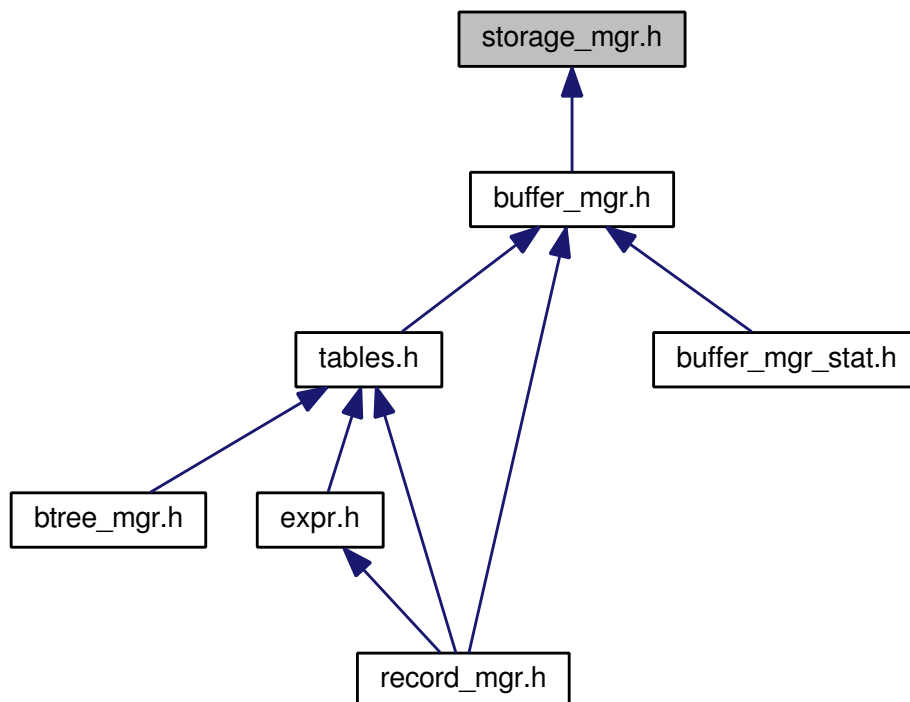 storage_mgr.h
buffer_mgr.h
tables.h
buffer_mgr_stat.h
btree_mgr.h
expr.h
record_mgr.h